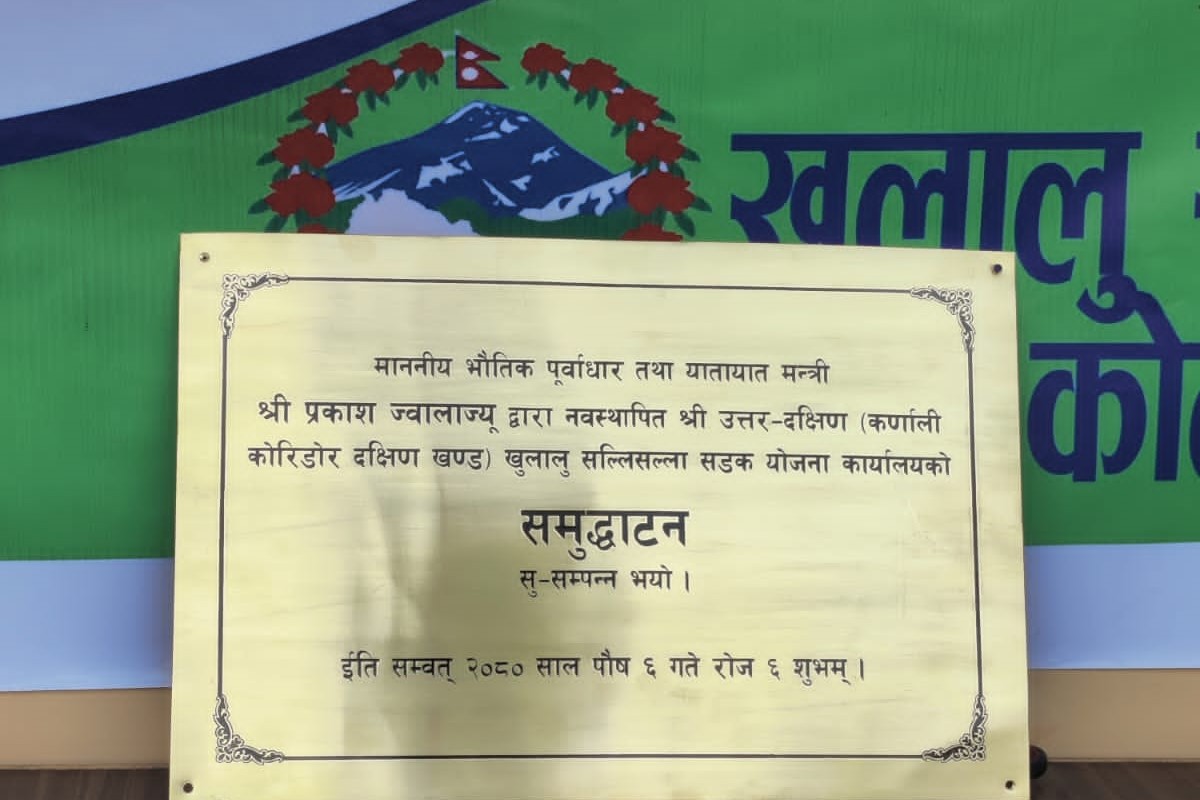 खुलालु
माननीय भौतिक पूर्वाधार तथा यातायात मन्त्री
श्री प्रकाश ज्वालाज्यू द्वारा नवस्थापित श्री उत्तर-दक्षिण (कर्णाली
कोरिडोर दक्षिण खण्ड) खुलालु सल्लिसल्ला सडक योजना कार्यालयको
समुद्घाटन
सु-सम्पन्न भयो ।
ईति सम्वत् २०८० साल पौष ६ गते रोज ६ शुभम् ।